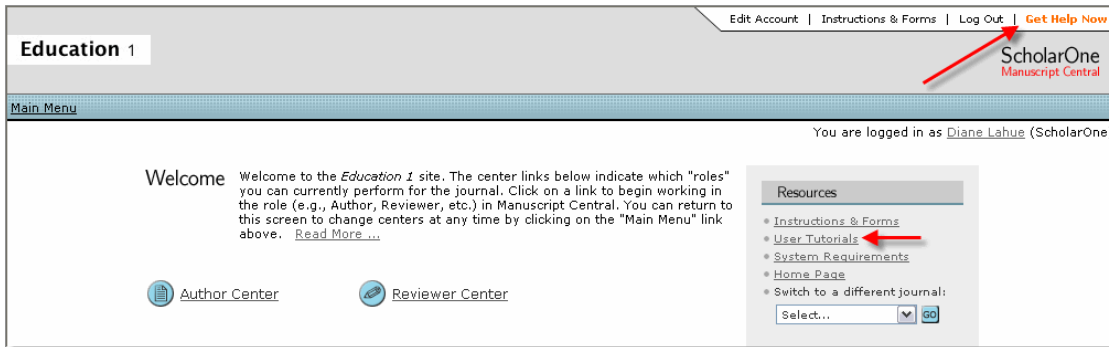 Edit Account | Instructions & Forms | Log Out | Get Help Now
Education 1
ScholarOne
Manuscript Central
Main Menu
You are logged in as Diane Lahue (ScholarOne
Welcome
Welcome to the Education 1 site. The center links below indicate which "roles"
you can currently perform for the journal. Click on a link to begin working in
the role (e.g., Author, Reviewer, etc.) in Manuscript Central. You can return to
this screen to change centers at any time by clicking on the "Main Menu" link
above. Read More ...
Author Center
Reviewer Center
Resources
Instructions & Forms
User Tutorials
System Requirements
Home Page
Switch to a different journal:
Select...
GO